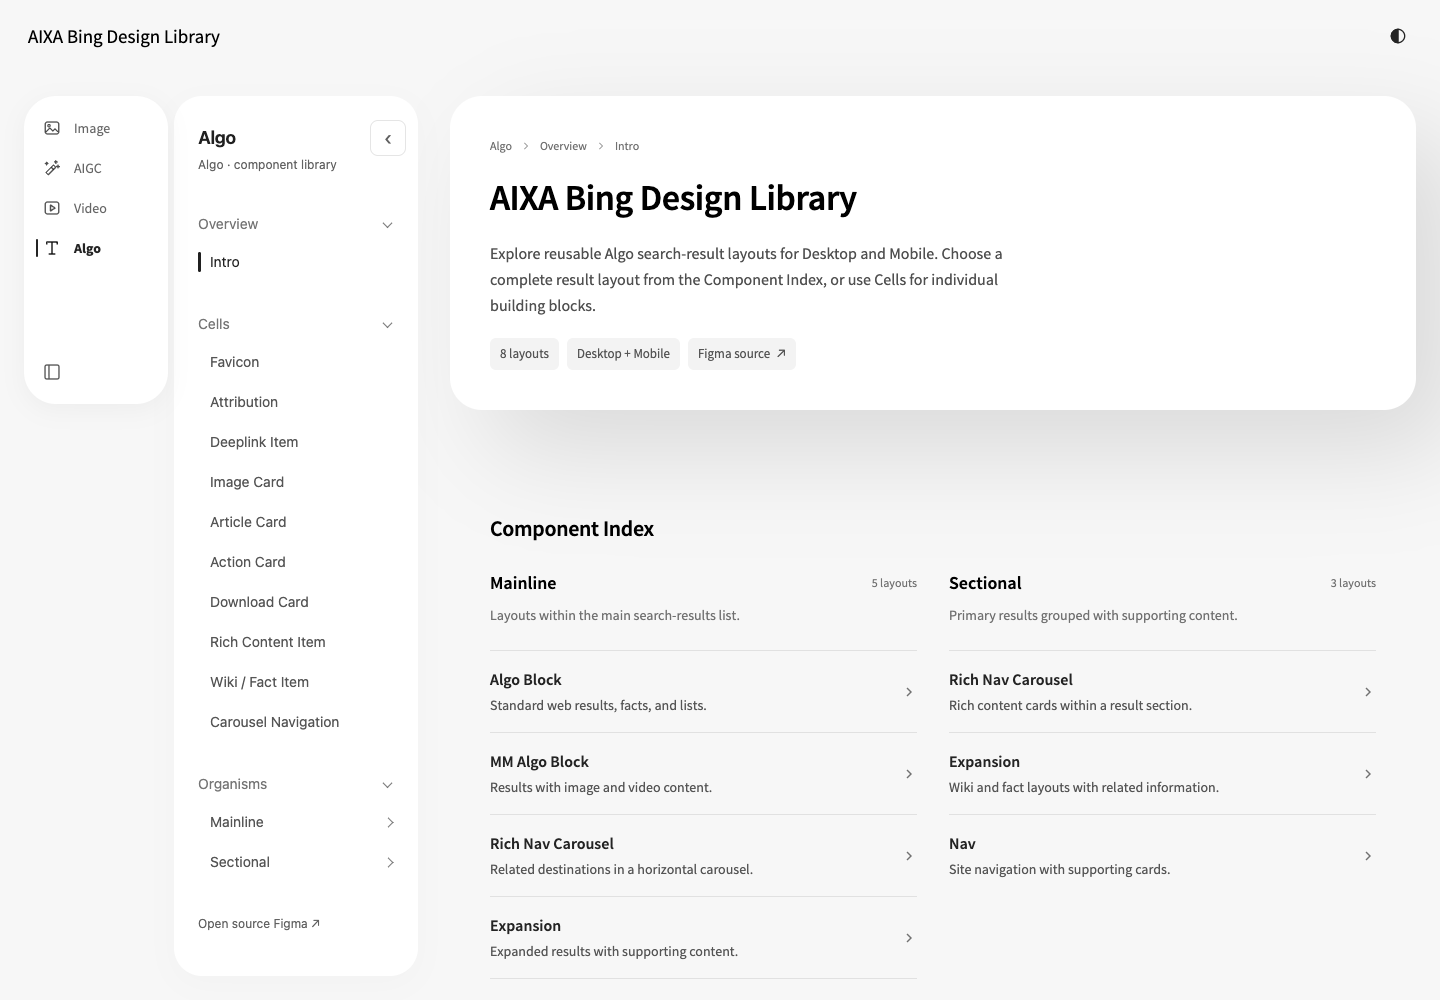 AIXA Bing Design Library
Image
AIGC
Video
Algo
Algo
Algo · component library
Overview
Intro
Cells
Favicon
Attribution
Deeplink Item
Image Card
Article Card
Action Card
Download Card
Rich Content Item
Wiki / Fact Item
Carousel Navigation
Organisms
Mainline
Sectional
Open source Figma ↗
Algo > Overview > Intro
AIXA Bing Design Library
Explore reusable Algo search-result layouts for Desktop and Mobile. Choose a
complete result layout from the Component Index, or use Cells for individual
building blocks.
8 layouts
Desktop + Mobile
Figma source ↗
Component Index
Mainline
5 layouts
Layouts within the main search-results list.
Algo Block
Standard web results, facts, and lists.
MM Algo Block
Results with image and video content.
Rich Nav Carousel
Related destinations in a horizontal carousel.
Expansion
Expanded results with supporting content.
Sectional
3 layouts
Primary results grouped with supporting content.
Rich Nav Carousel
Rich content cards within a result section.
Expansion
Wiki and fact layouts with related information.
Nav
Site navigation with supporting cards.